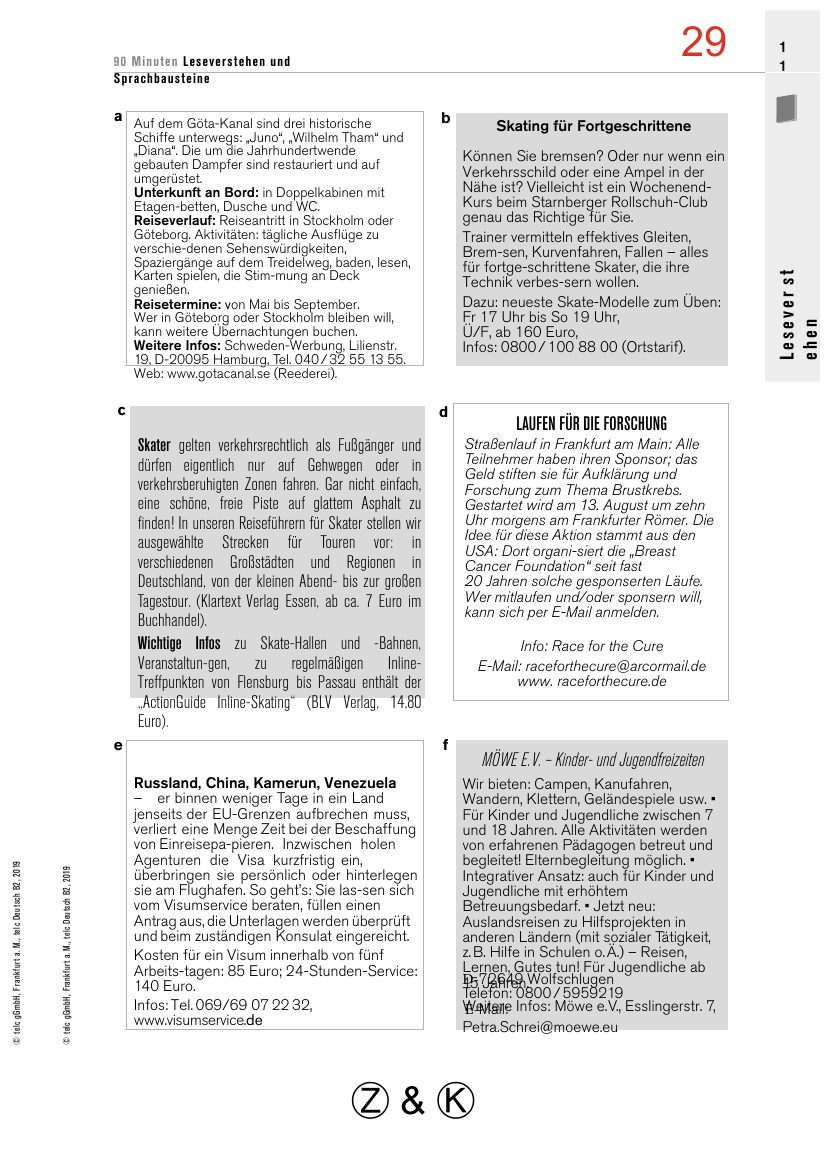 29
1
1
90 Minuten Leseverstehen und
Sprachbausteine
Leseverst
ehen
a
Auf dem Göta-Kanal sind drei historische
Schiffe unterwegs: „Juno“, „Wilhelm Tham“ und
„Diana“. Die um die Jahrhundertwende
gebauten Dampfer sind restauriert und auf
umgerüstet.
Unterkunft an Bord: in Doppelkabinen mit
Etagen-betten, Dusche und WC.
Reiseverlauf: Reiseantritt in Stockholm oder
Göteborg. Aktivitäten: tägliche Ausflüge zu
verschie-denen Sehenswürdigkeiten,
Spaziergänge auf dem Treidelweg, baden, lesen,
Karten spielen, die Stim-mung an Deck
genießen.
Reisetermine: von Mai bis September.
Wer in Göteborg oder Stockholm bleiben will,
kann weitere Übernachtungen buchen.
Weitere Infos: Schweden-Werbung, Lilienstr.
19, D-20095 Hamburg, Tel. 040 / 32 55 13 55.
Web: www.gotacanal.se (Reederei).
b
Skating für Fortgeschrittene
Können Sie bremsen? Oder nur wenn ein
Verkehrsschild oder eine Ampel in der
Nähe ist? Vielleicht ist ein Wochenend-
Kurs beim Starnberger Rollschuh-Club
genau das Richtige für Sie.
Trainer vermitteln effektives Gleiten,
Brem-sen, Kurvenfahren, Fallen – alles
für fortge-schrittene Skater, die ihre
Technik verbes-sern wollen.
Dazu: neueste Skate-Modelle zum Üben:
Fr 17 Uhr bis So 19 Uhr,
Ü/F, ab 160 Euro,
Infos: 0800 / 100 88 00 (Ortstarif).
c
Skater gelten verkehrsrechtlich als Fußgänger und
dürfen eigentlich nur auf Gehwegen oder in
verkehrsberuhigten Zonen fahren. Gar nicht einfach,
eine schöne, freie Piste auf glattem Asphalt zu
finden! In unseren Reiseführern für Skater stellen wir
ausgewählte Strecken für Touren vor: in
verschiedenen Großstädten und Regionen in
Deutschland, von der kleinen Abend- bis zur großen
Tagestour. (Klartext Verlag Essen, ab ca. 7 Euro im
Buchhandel).
Wichtige Infos zu Skate-Hallen und -Bahnen,
Veranstaltun-gen, zu regelmäßigen Inline-
Treffpunkten von Flensburg bis Passau enthält der
„ActionGuide Inline-Skating“ (BLV Verlag, 14,80
Euro).
d
LAUFEN FÜR DIE FORSCHUNG
Straßenlauf in Frankfurt am Main: Alle
Teilnehmer haben ihren Sponsor; das
Geld stiften sie für Aufklärung und
Forschung zum Thema Brustkrebs.
Gestartet wird am 13. August um zehn
Uhr morgens am Frankfurter Römer. Die
Idee für diese Aktion stammt aus den
USA: Dort organi-siert die „Breast
Cancer Foundation“ seit fast
20 Jahren solche gesponserten Läufe.
Wer mitlaufen und/oder sponsern will,
kann sich per E-Mail anmelden.
Info: Race for the Cure
E-Mail: raceforthecure@arcormail.de
www. raceforthecure.de
e
Russland, China, Kamerun, Venezuela
– er binnen weniger Tage in ein Land
jenseits der EU-Grenzen aufbrechen muss,
verliert eine Menge Zeit bei der Beschaffung
von Einreisepa-pieren. Inzwischen holen
Agenturen die Visa kurzfristig ein,
überbringen sie persönlich oder hinterlegen
sie am Flughafen. So geht’s: Sie las-sen sich
vom Visumservice beraten, füllen einen
Antrag aus, die Unterlagen werden überprüft
und beim zuständigen Konsulat eingereicht.
Kosten für ein Visum innerhalb von fünf
Arbeits-tagen: 85 Euro; 24-Stunden-Service:
140 Euro.
Infos: Tel. 069/69 07 22 32,
www.visumservice.de
f
MÖWE E.V. – Kinder- und Jugendfreizeiten
Wir bieten: Campen, Kanufahren,
Wandern, Klettern, Geländespiele usw. ▪
Für Kinder und Jugendliche zwischen 7
und 18 Jahren. Alle Aktivitäten werden
von erfahrenen Pädagogen betreut und
begleitet! Elternbegleitung möglich. ▪
Integrativer Ansatz: auch für Kinder und
Jugendliche mit erhöhtem
Betreuungsbedarf. ▪ Jetzt neu:
Auslandsreisen zu Hilfsprojekten in
anderen Ländern (mit sozialer Tätigkeit,
z. B. Hilfe in Schulen o. Ä.) – Reisen,
Lernen, Gutes tun! Für Jugendliche ab
15 Jahren.
D-72649 Wolfschlugen
Telefon: 0800 / 5959219
Weitere Infos: Möwe e.V., Esslingerstr. 7,
E-Mail:
Petra.Schrei@moewe.eu
© telc gGmbH, Frankfurt a. M., telc Deutsch B2, 2019
© telc gGmbH, Frankfurt a. M., telc Deutsch B2, 2019
Z & K